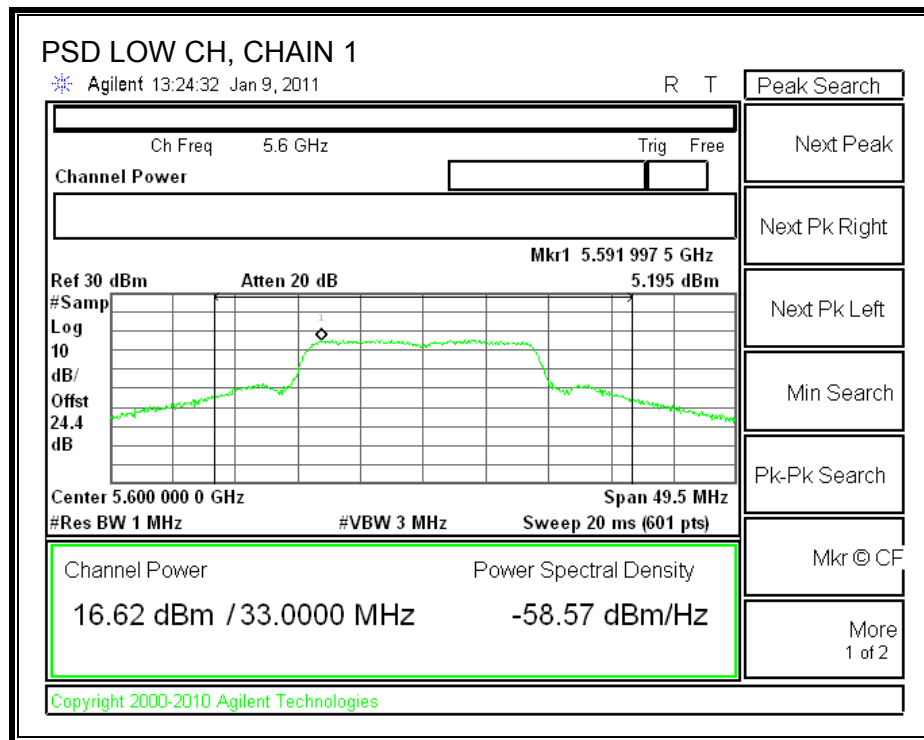 PSD LOW CH, CHAIN 1
Agilent 13:24:32 Jan 9, 2011 R T
Peak Search
Ch Freq 5.6 GHz Trig Free
Channel Power
Next Peak
Next Pk Right
Mkr1 5.591 997 5 GHz
Ref 30 dBm Atten 20 dB 5.195 dBm
#Samp
Log
10
dB/
Offst
24.4
dB
1
Next Pk Left
Min Search
Pk-Pk Search
Center 5.600 000 0 GHz Span 49.5 MHz
#Res BW 1 MHz #VBW 3 MHz Sweep 20 ms (601 pts)
Channel Power Power Spectral Density
16.62 dBm / 33.0000 MHz -58.57 dBm/Hz
Mkr © CF
More
1 of 2
Copyright 2000-2010 Agilent Technologies